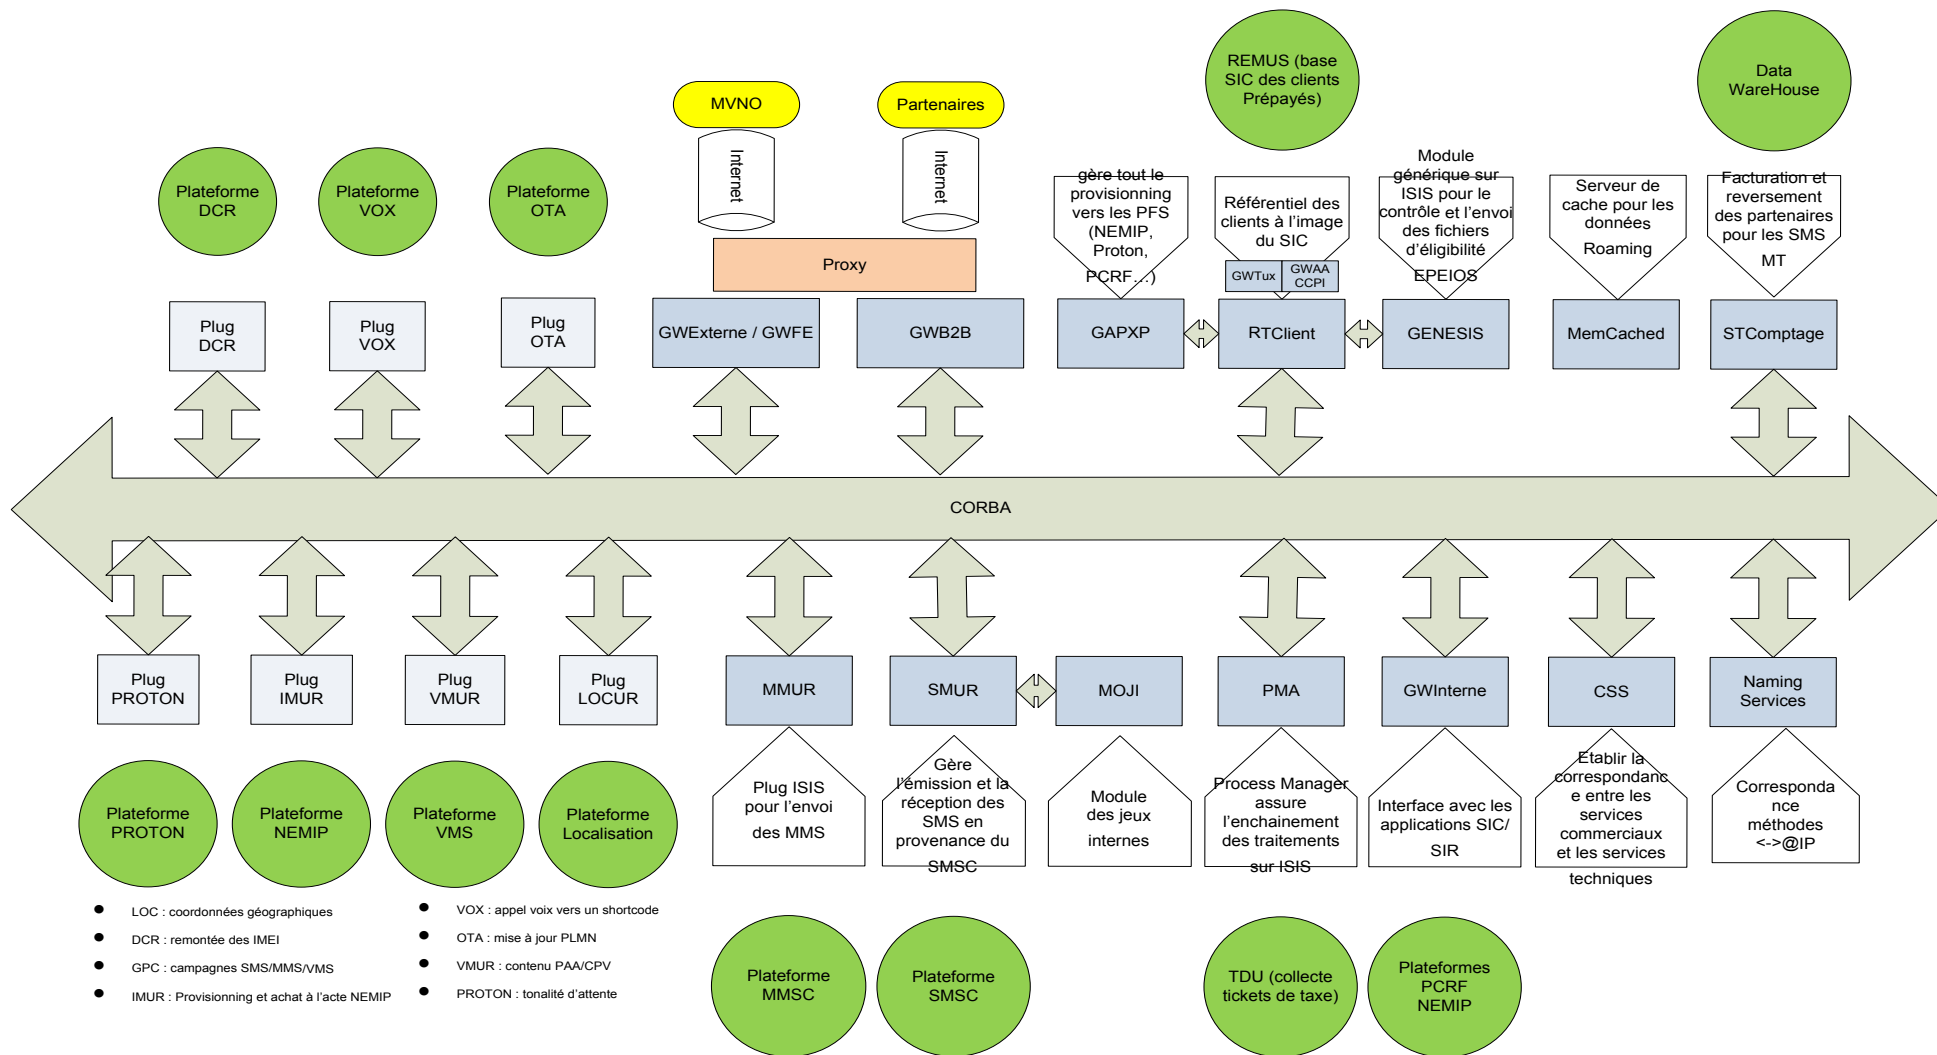 REMUS (base
SIC des clients
Prépayés)
Data
WareHouse
MVNO
Partenaires
Internet
Internet
Plateforme
DCR
Plateforme
VOX
Plateforme
OTA
gère tout le
provisionning
vers les PFS
(NEMIP,
Proton,
PCRF…)
Référentiel des
clients à l'image
du SIC
GWTux
GWAA
CCPI
Module
générique sur
ISIS pour le
contrôle et l'envoi
des fichiers
d'éligibilité
EPEIOS
Serveur de
cache pour les
données
Roaming
Facturation et
reversement
des partenaires
pour les SMS
MT
Proxy
Plug
DCR
Plug
VOX
Plug
OTA
GWExterne / GWFE
GWB2B
GAPXP
RTClient
GENESIS
MemCached
STComptage
CORBA
Plug
PROTON
Plug
IMUR
Plug
VMUR
Plug
LOCUR
MMUR
SMUR
MOJI
PMA
GWInterne
CSS
Naming
Services
Plateforme
PROTON
Plateforme
NEMIP
Plateforme
VMS
Plateforme
Localisation
Plug ISIS
pour l'envoi
des MMS
Gère
l'émission et la
réception des
SMS en
provenance du
SMSC
Module
des jeux
internes
Process Manager
assure
l'enchainement
des traitements
sur ISIS
Interface avec les
applications SIC/
SIR
Etablir la
correspondanc
e entre les
services
commerciaux
et les services
techniques
Corresponda
nce
méthodes
<->@IP
• LOC : coordonnées géographiques
• DCR : remontée des IMEI
• GPC : campagnes SMS/MMS/VMS
• IMUR : Provisionning et achat à l'acte NEMIP
• VOX : appel voix vers un shortcode
• OTA : mise à jour PLMN
• VMUR : contenu PAA/CPV
• PROTON : tonalité d'attente
Plateforme
MMSC
Plateforme
SMSC
TDU (collecte
tickets de taxe)
Plateformes
PCRF
NEMIP